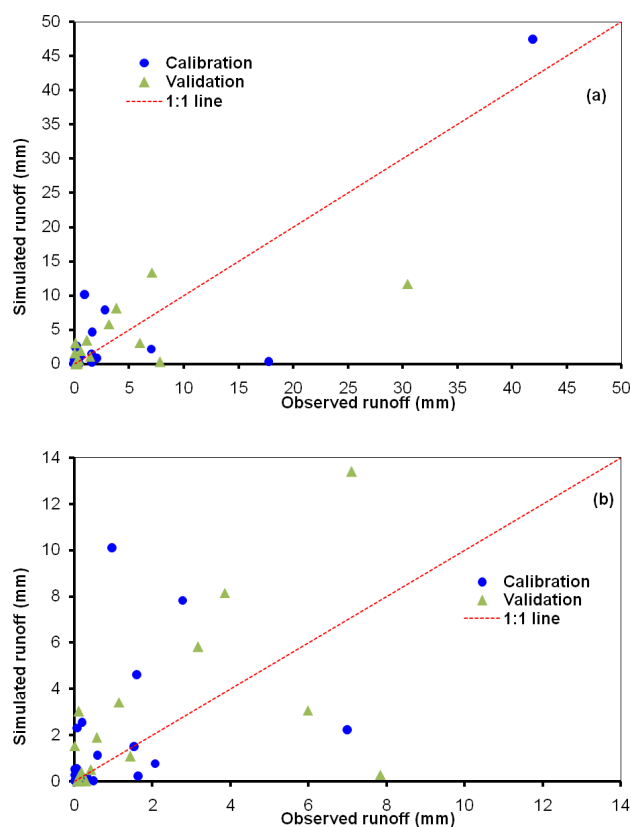 50
45
40
35
30
25
20
15
10
5
0
Simulated runoff (mm)
Calibration
Validation
1:1 line
(a)
0 5 10 15 20 25 30 35 40 45 50
Observed runoff (mm)
14
12
10
8
6
4
2
0
Simulated runoff (mm)
(b)
Calibration
Validation
1:1 line
0 2 4 6 8 10 12 14
Observed runoff (mm)